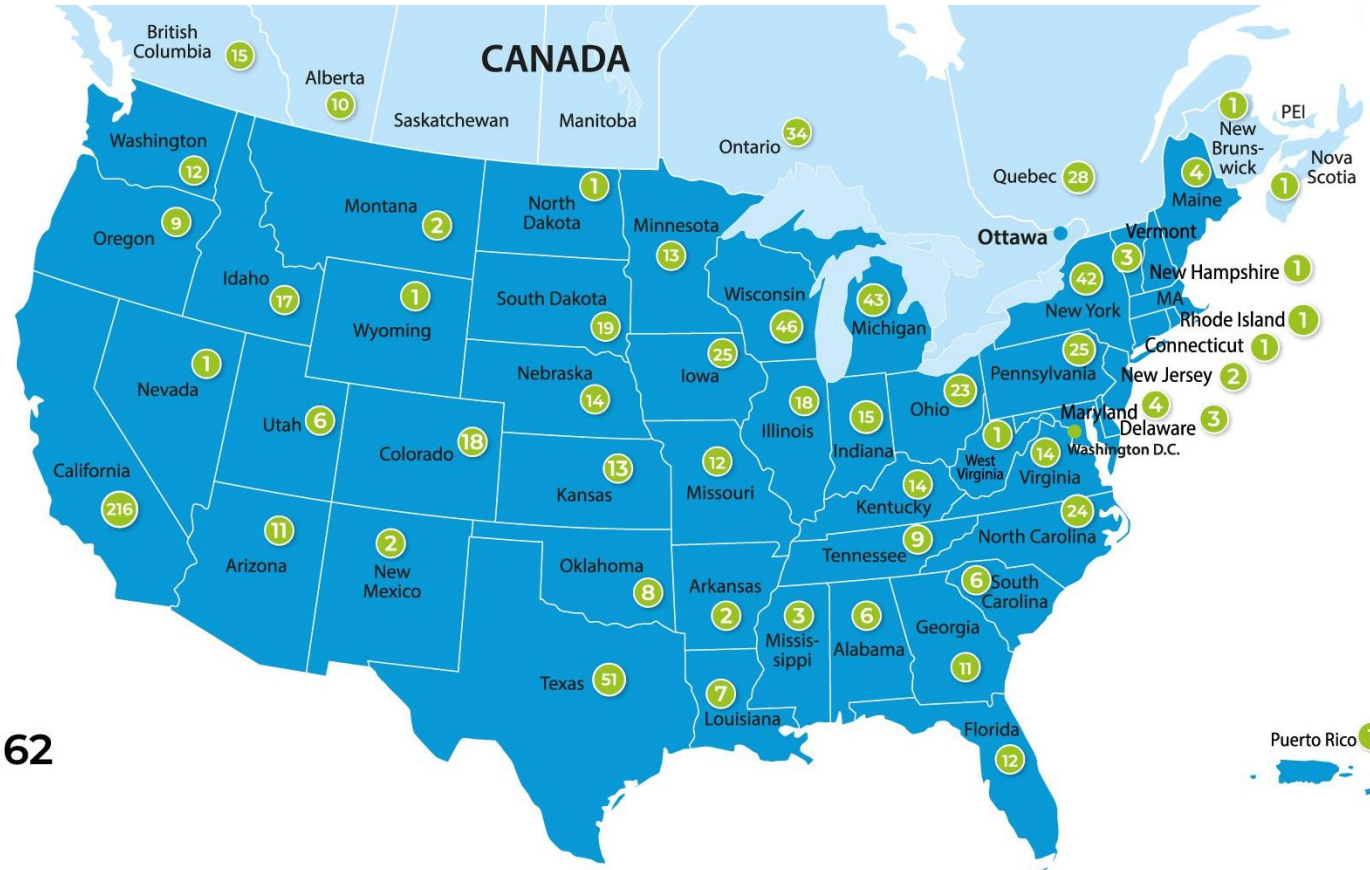 British
Columbia
15
CANADA
Alberta
10
Saskatchewan
Manitoba
Ontario
34
Quebec
28
1
New
Bruns-
wick
PEI
Nova
Scotia
1
Washington
12
Oregon
9
Montana
2
North
Dakota
1
Minnesota
13
Ottawa
Vermont
3
Maine
4
New Hampshire
1
Idaho
17
Wyoming
1
South Dakota
19
Wisconsin
46
Michigan
43
New York
42
MA
Rhode Island
1
Connecticut
1
Nevada
1
Utah
6
Colorado
18
Nebraska
14
Iowa
25
Illinois
18
Indiana
15
Ohio
23
Pennsylvania
25
New Jersey
2
Maryland
4
Delaware
3
Washington D.C.
California
216
Kansas
13
Missouri
12
Kentucky
14
West
Virginia
1
Virginia
14
Arizona
11
New
Mexico
2
Oklahoma
8
Arkansas
2
Tennessee
9
North Carolina
24
South
Carolina
6
Texas
51
Louisiana
7
Missis-
sippi
3
Alabama
6
Georgia
11
Florida
12
62
Puerto Rico